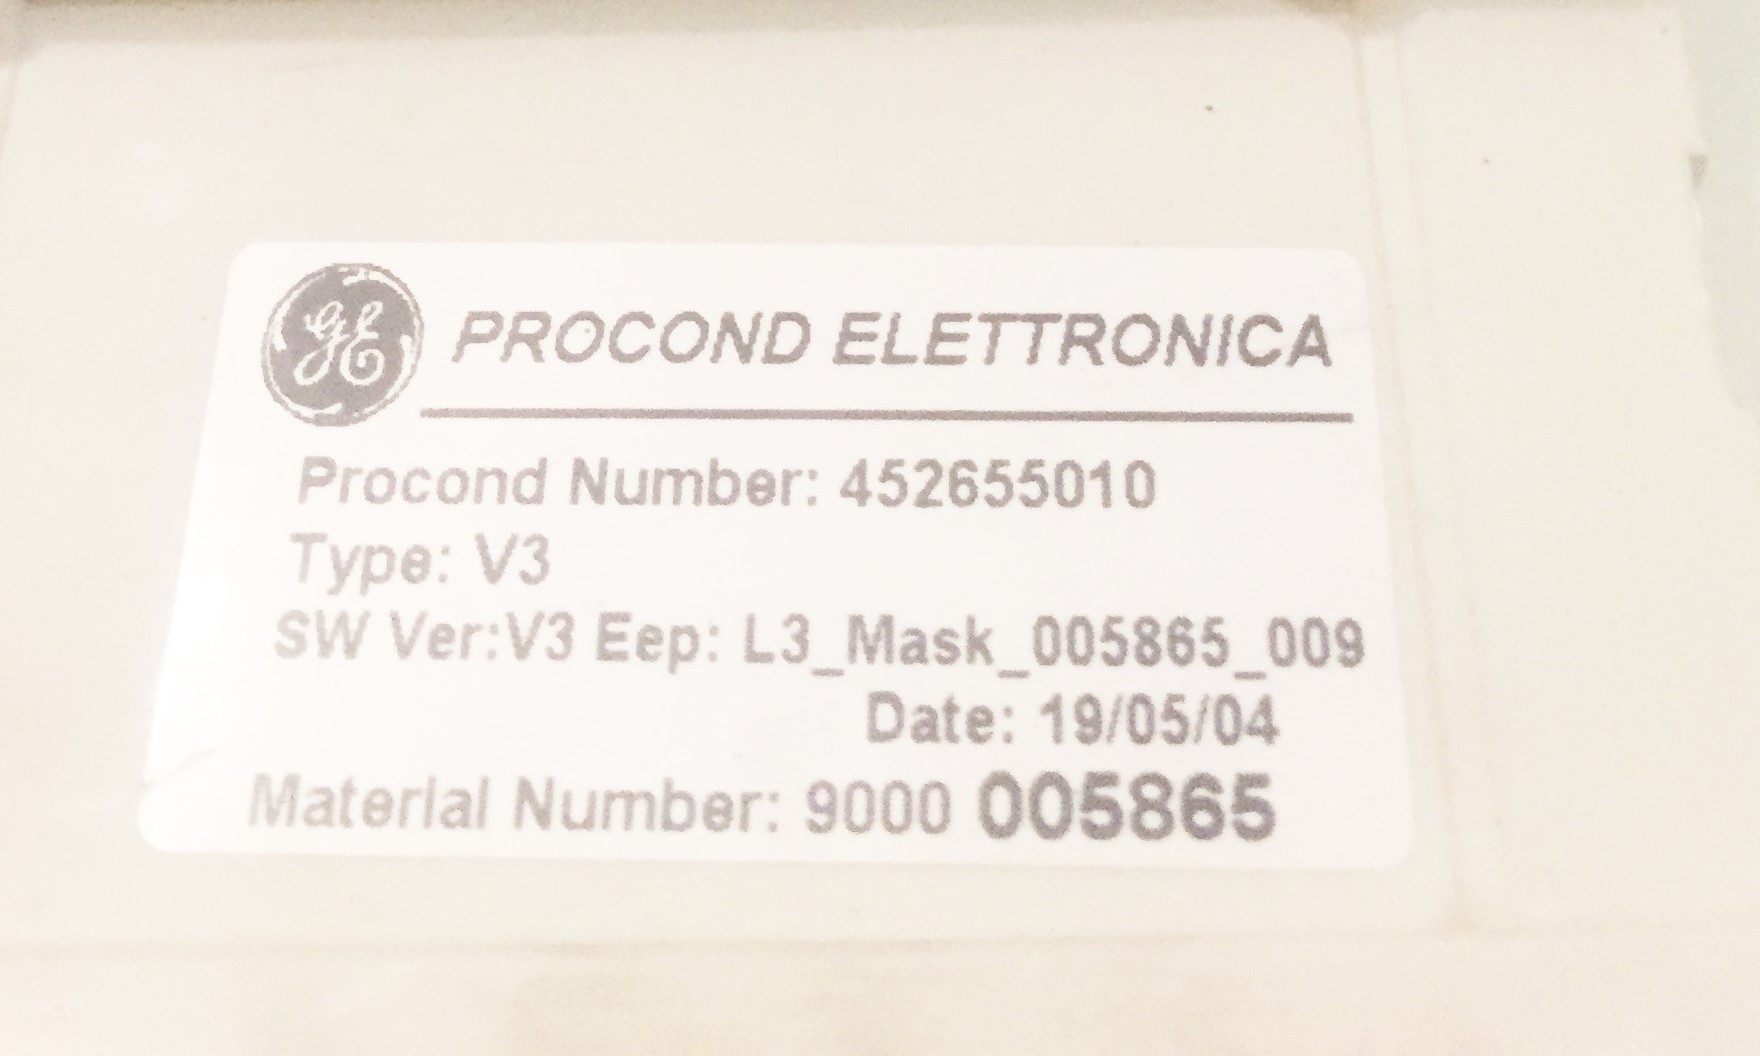 GE PROCOND ELETTRONICA
Procond Number: 452655010
Type: V3
SW Ver:V3 Eep: L3_Mask_005865_009
Date: 19/05/04
Material Number: 9000 005865